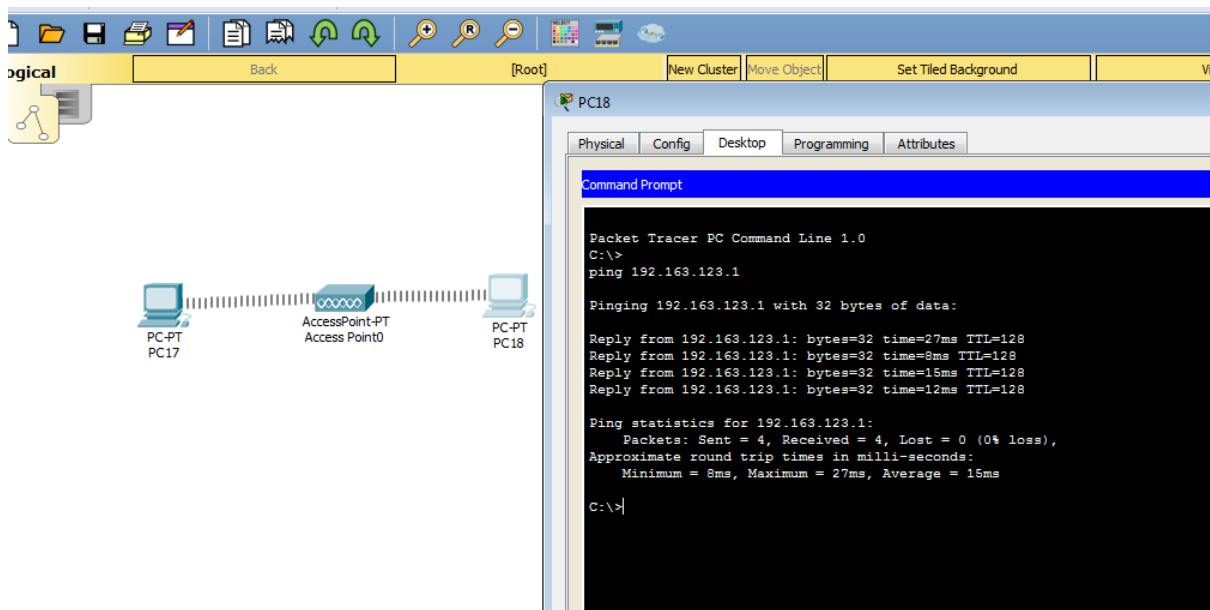 SELECT
ogical
Back
[Root]
New Cluster
Move Object
Set Tiled Background
PC18
Physical
Config
Desktop
Programming
Attributes
Command Prompt
Packet Tracer PC Command Line 1.0
C:\>
ping 192.163.123.1
Pinging 192.163.123.1 with 32 bytes of data:
Reply from 192.163.123.1: bytes=32 time=27ms TTL=128
Reply from 192.163.123.1: bytes=32 time=8ms TTL=128
Reply from 192.163.123.1: bytes=32 time=15ms TTL=128
Reply from 192.163.123.1: bytes=32 time=12ms TTL=128
Ping statistics for 192.163.123.1:
Packets: Sent = 4, Received = 4, Lost = 0 (0% loss),
Approximate round trip times in milli-seconds:
Minimum = 8ms, Maximum = 27ms, Average = 15ms
C:\>
PC-PT
PC17
AccessPoint-PT
Access Point0
PC-PT
PC18